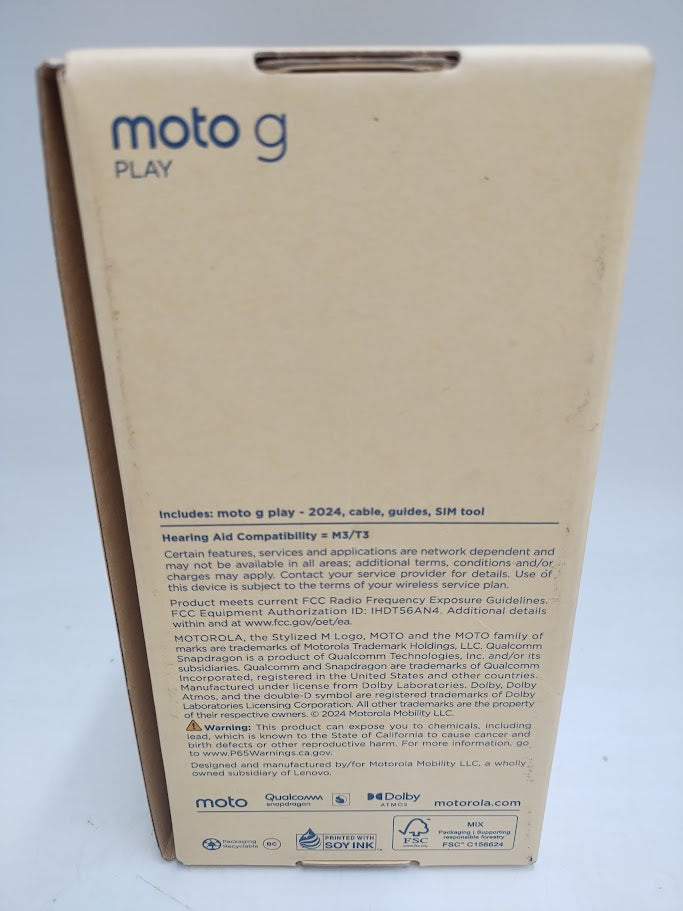 moto g
PLAY
Includes: moto g play - 2024, cable, guides, SIM tool
Hearing Aid Compatibility = M3/T3
Certain features, services and applications are network dependent and
may not be available in all areas; additional terms, conditions and/or
charges may apply. Contact your service provider for details. Use of
this device is subject to the terms of your wireless service plan.
Product meets current FCC Radio Frequency Exposure Guidelines.
FCC Equipment Authorization ID: IHDT56AN4. Additional details
within and at www.fcc.gov/oet/ea.
MOTOROLA, the Stylized M Logo, MOTO and the MOTO family of
marks are trademarks of Motorola Trademark Holdings, LLC. Qualcomm
Snapdragon is a product of Qualcomm Technologies, Inc. and/or its
subsidiaries. Qualcomm and Snapdragon are trademarks of Qualcomm
Incorporated, registered in the United States and other countries.
Manufactured under license from Dolby Laboratories. Dolby, Dolby
Atmos, and the double-D symbol are registered trademarks of Dolby
Laboratories Licensing Corporation. All other trademarks are the property
of their respective owners. © 2024 Motorola Mobility LLC.
Warning: This product can expose you to chemicals, including
lead, which is known to the State of California to cause cancer and
birth defects or other reproductive harm. For more information, go
to www.P65Warnings.ca.gov.
Designed and manufactured by/for Motorola Mobility LLC, a wholly
owned subsidiary of Lenovo.
moto Qualcomm snapdragon Dolby ATMOS motorola.com
Packaging Recyclable BC
PRINTED WITH
SOY INK
FSC
MIX
Packaging | Supporting
responsible forestry
FSC® C156624